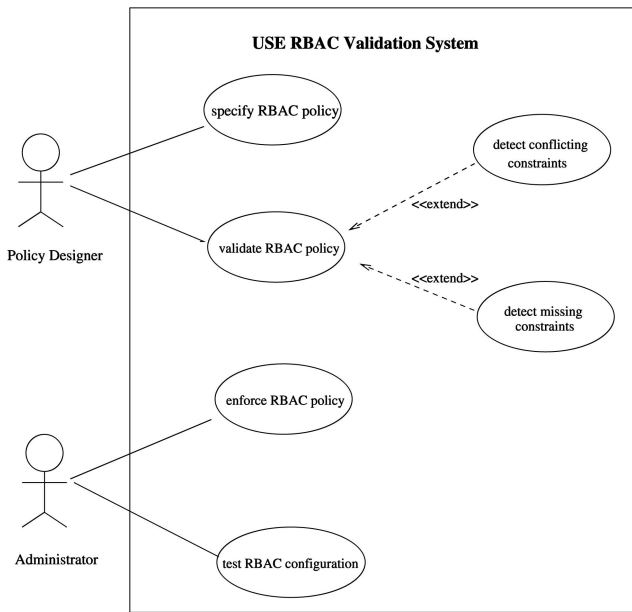 USE RBAC Validation System
specify RBAC policy
detect conflicting
constraints
<<extend>>
Policy Designer
validate RBAC policy
<<extend>>
detect missing
constraints
enforce RBAC policy
Administrator
test RBAC configuration